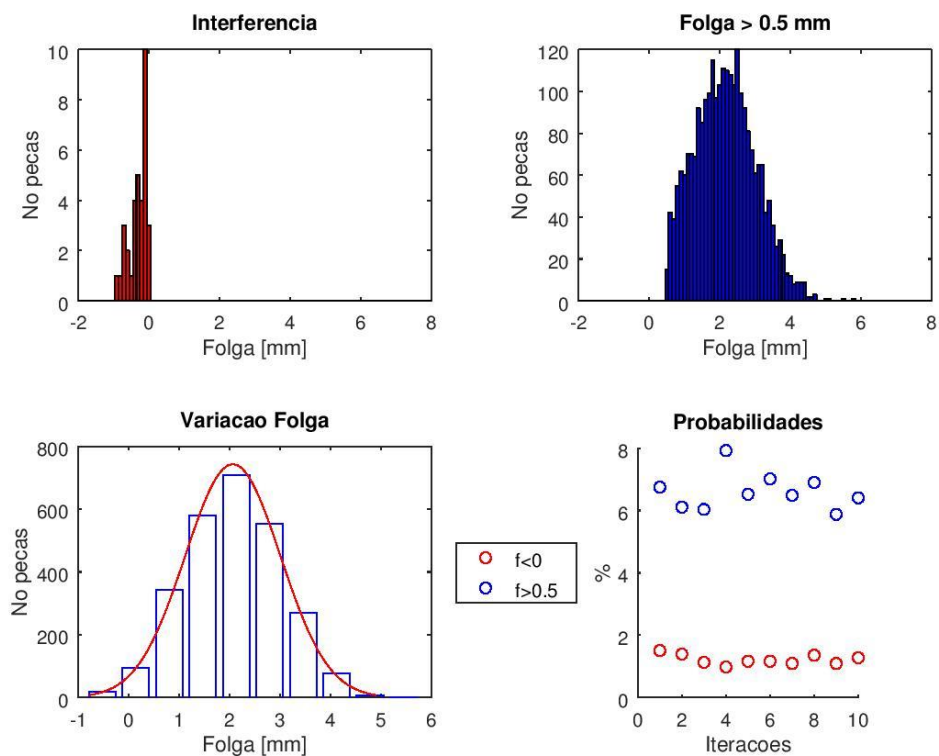 Interferencia
10
8
6
4
2
0
No pecas
-2 0 2 4 6 8
Folga [mm]
Folga > 0.5 mm
120
100
80
60
40
20
0
No pecas
-2 0 2 4 6 8
Folga [mm]
Variacao Folga
800
600
400
200
0
No pecas
-1 0 1 2 3 4 5 6
Folga [mm]
f<0
f>0.5
Probabilidades
8
6
4
2
0
%
0 2 4 6 8 10
Iteracoes